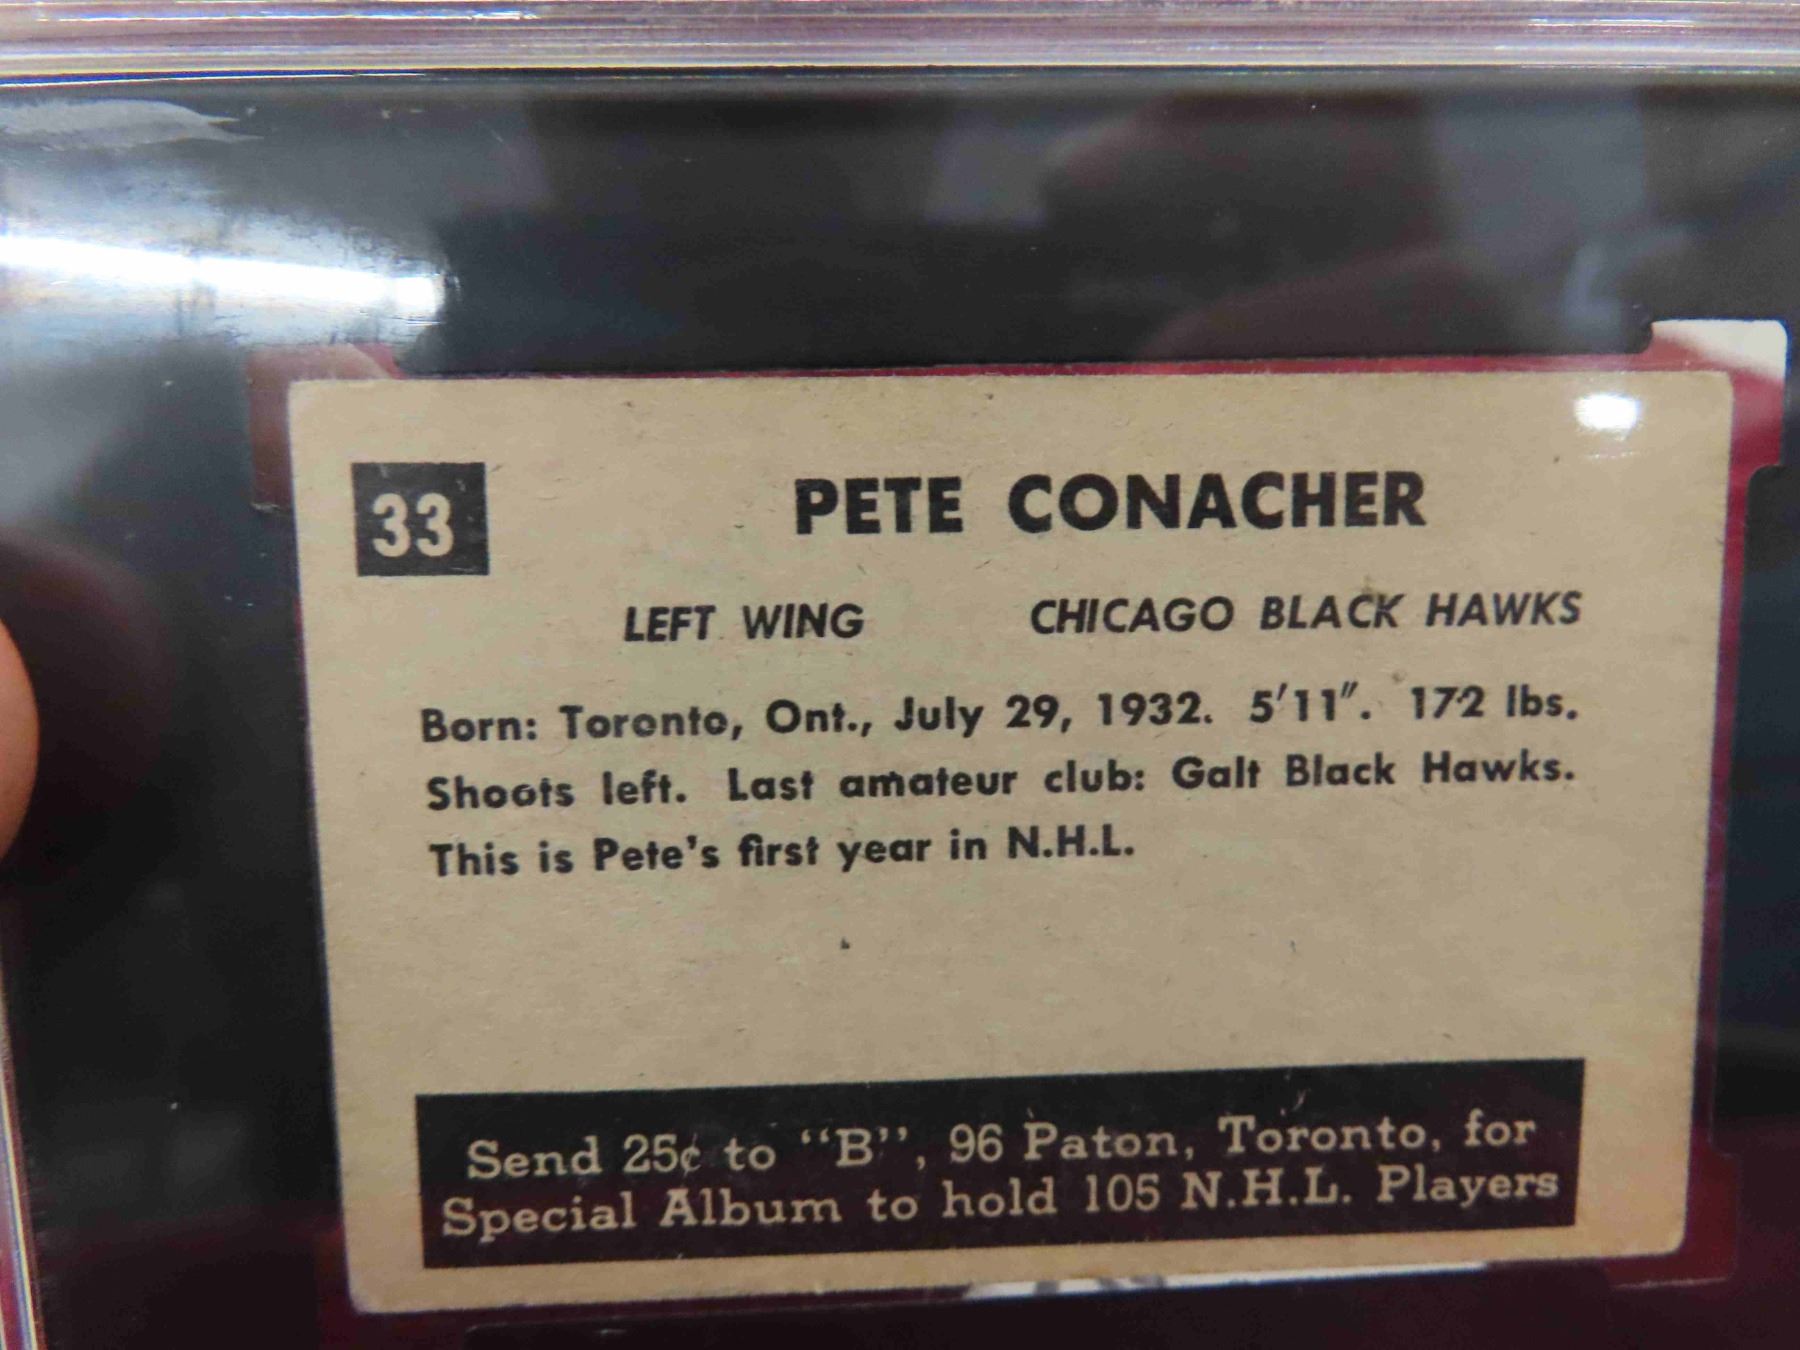 33
PETE CONACHER
LEFT WING CHICAGO BLACK HAWKS
Born: Toronto, Ont., July 29, 1932. 5'11". 172 lbs.
Shoots left. Last amateur club: Galt Black Hawks.
This is Pete's first year in N.H.L.
Send 25¢ to "B", 96 Paton, Toronto, for
Special Album to hold 105 N.H.L. Players